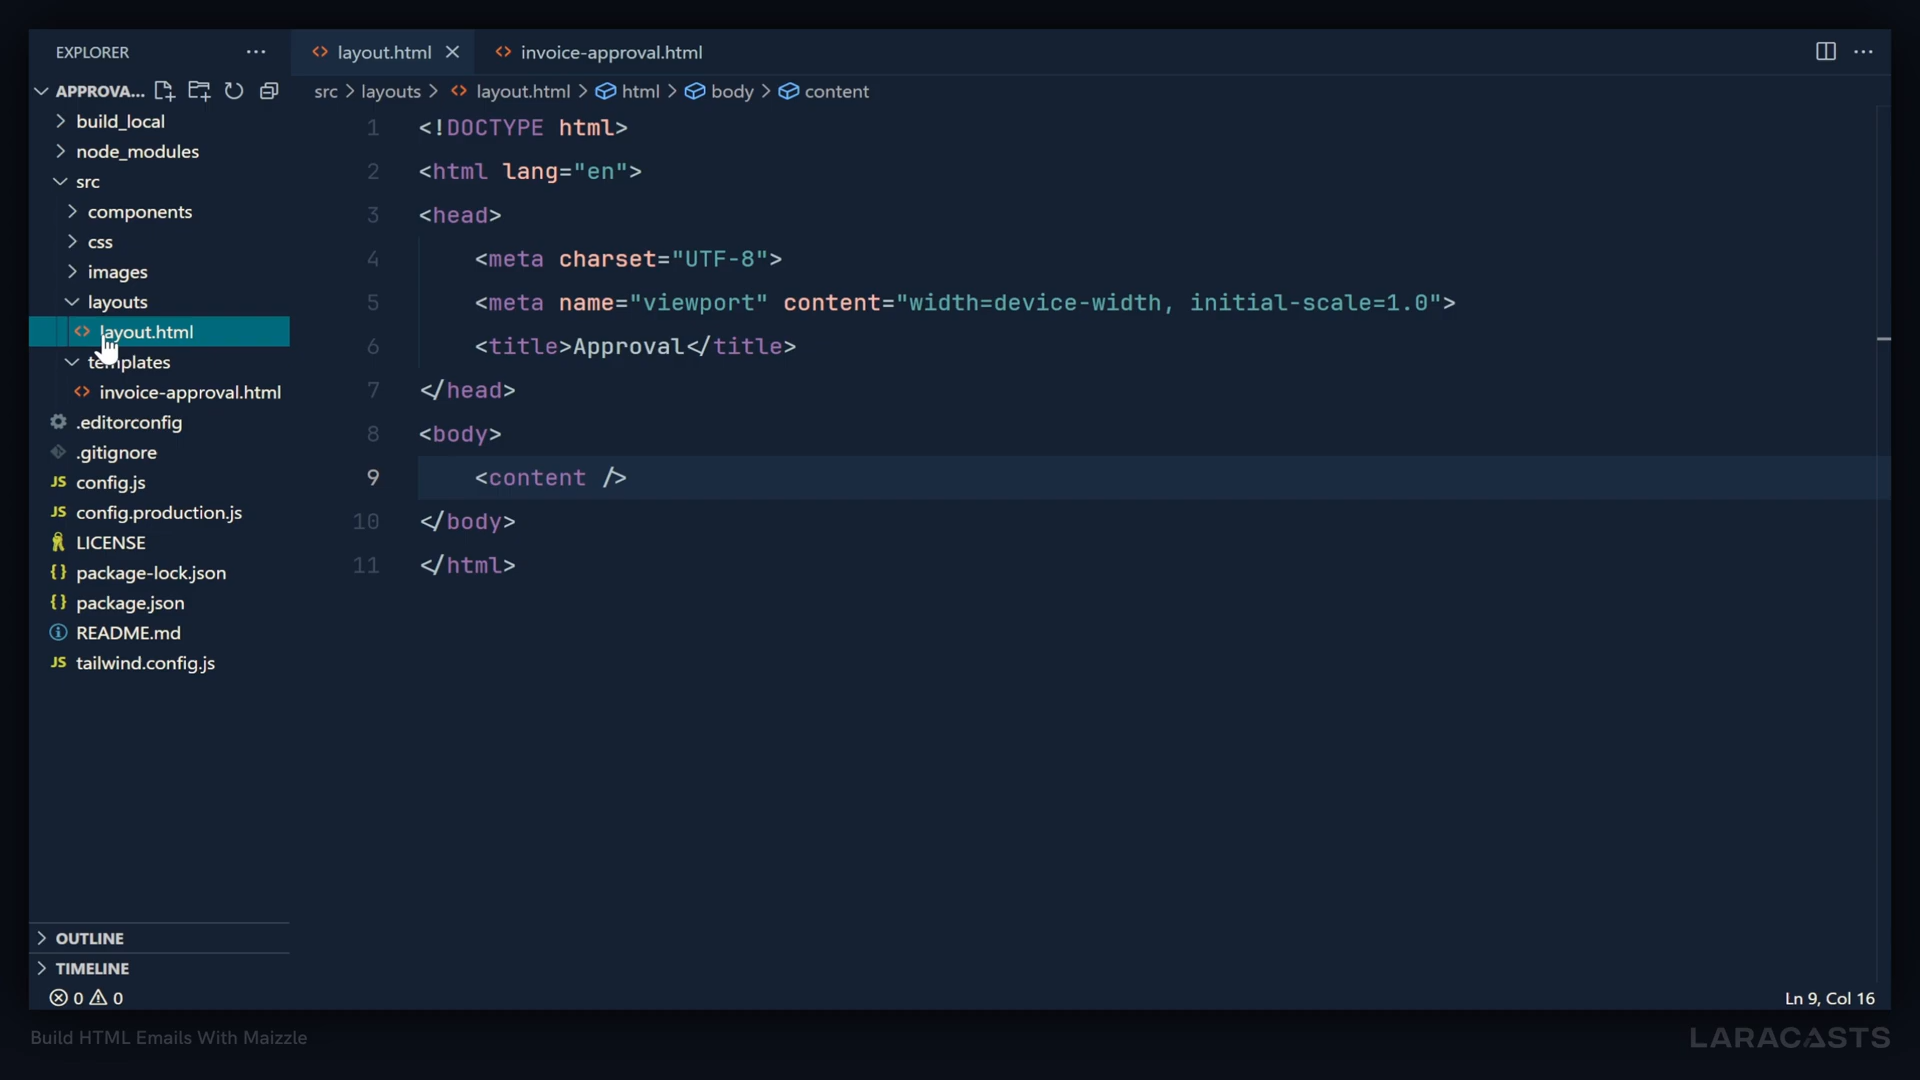 EXPLORER
layout.html
invoice-approval.html
APPROVA...
src > layouts > layout.html > html > body > content
build_local
node_modules
src
components
css
images
layouts
layout.html
templates
invoice-approval.html
.editorconfig
.gitignore
JS config.js
JS config.production.js
LICENSE
{} package-lock.json
{} package.json
README.md
JS tailwind.config.js
1 <!DOCTYPE html>
2 <html lang="en">
3 <head>
4 <meta charset="UTF-8">
5 <meta name="viewport" content="width=device-width, initial-scale=1.0">
6 <title>Approval</title>
7 </head>
8 <body>
9 <content />
10 </body>
11 </html>
OUTLINE
TIMELINE
0 0
Ln 9, Col 16
Build HTML Emails With Maizzle
LARACASTS